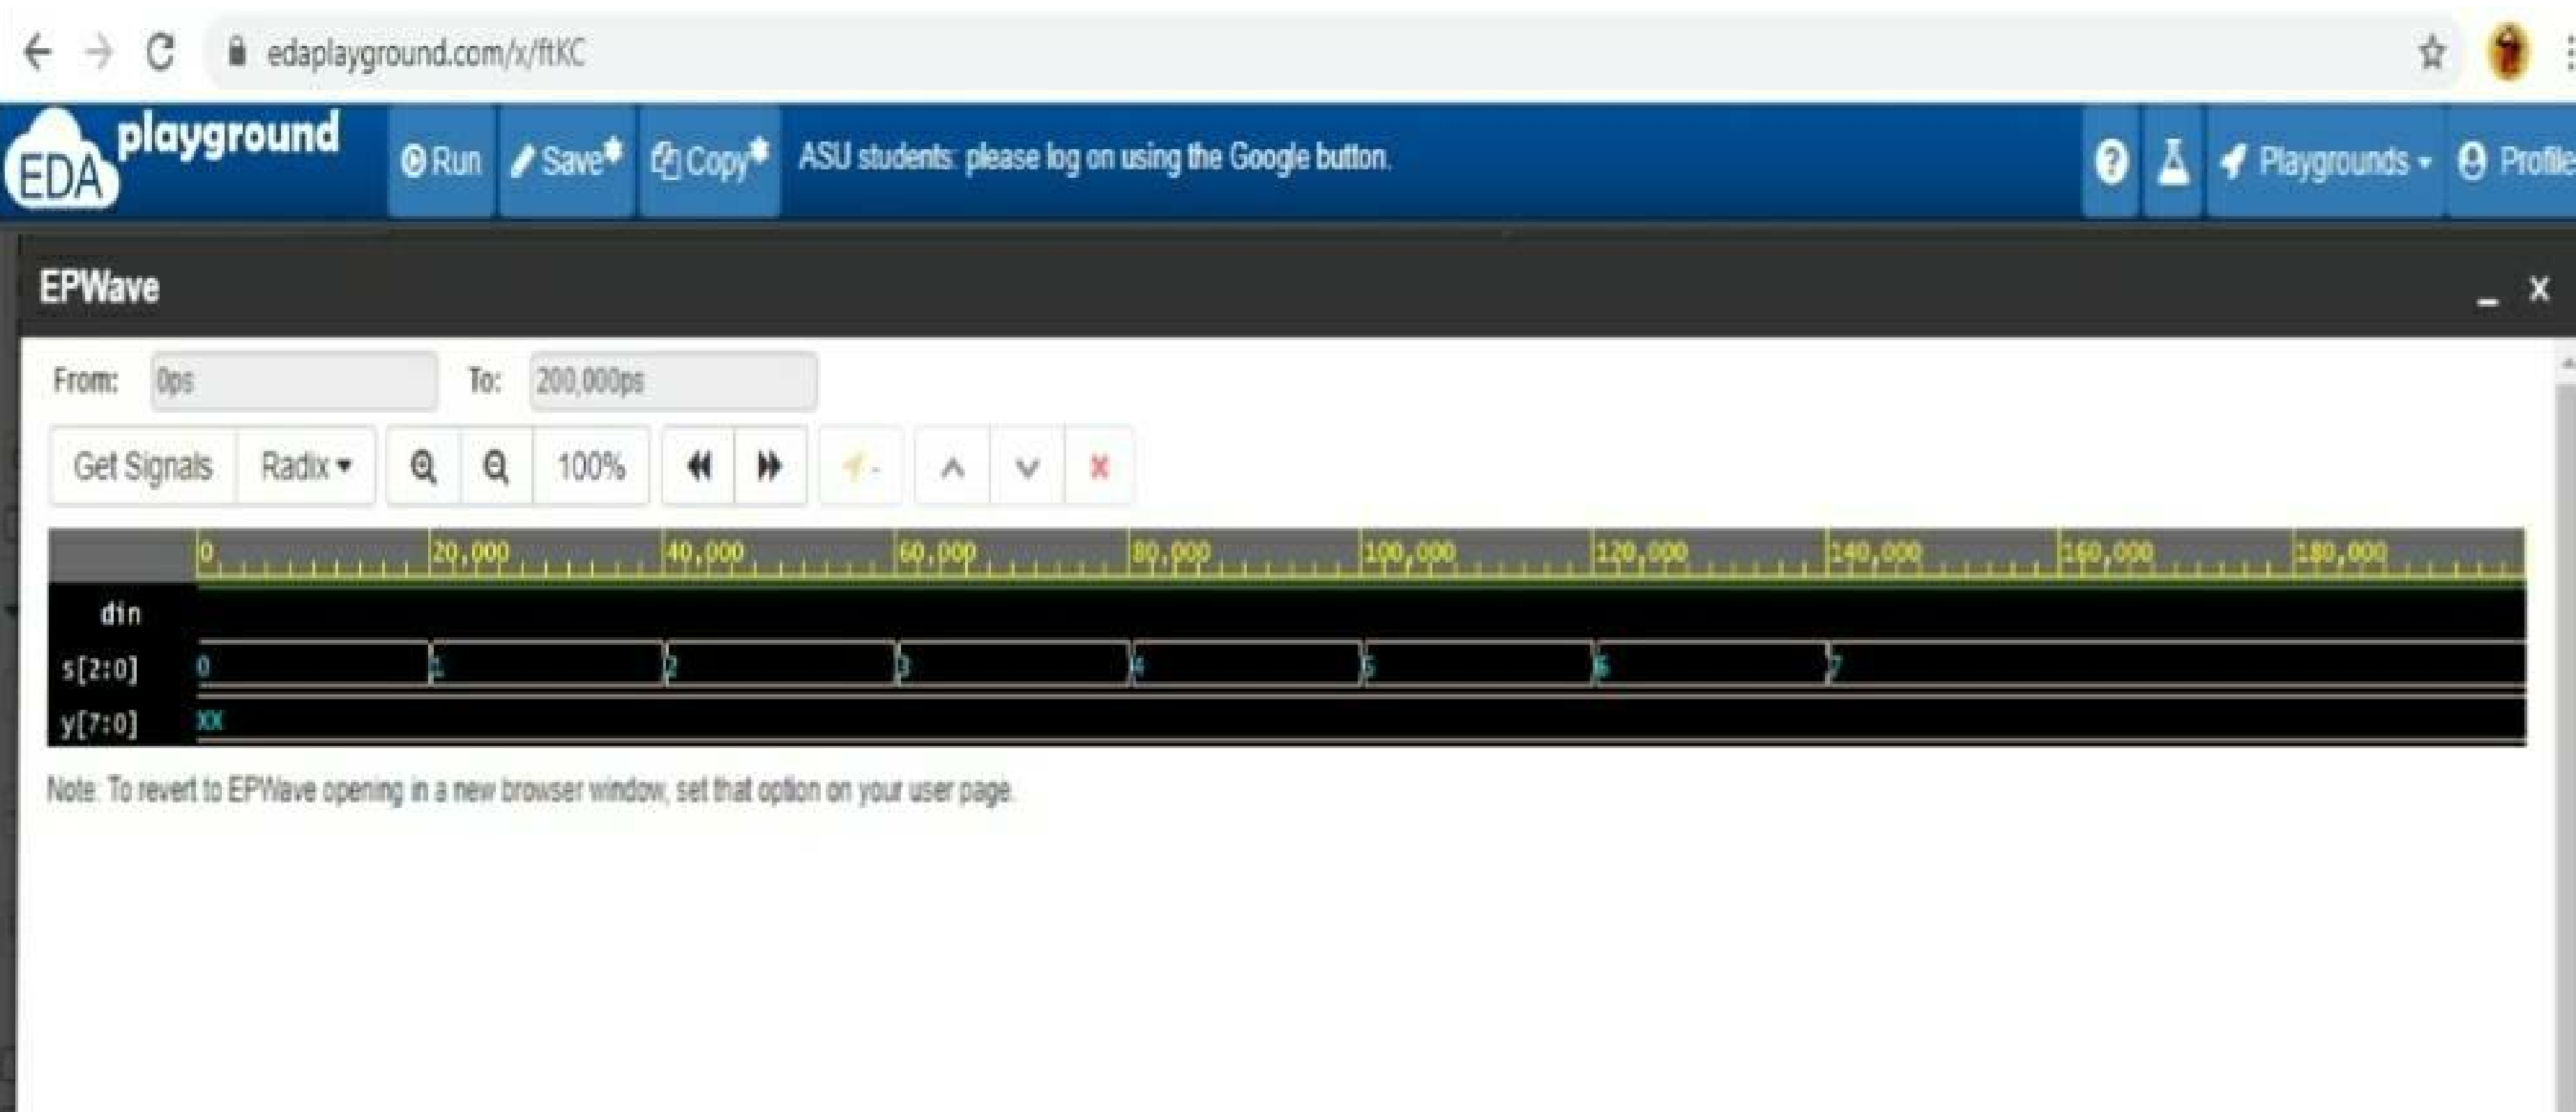 edaplayground.com/x/ftKC
EDA playground Run Save* Copy* ASU students: please log on using the Google button. Playgrounds Profile
EPWave
From: 0ps To: 200,000ps
Get Signals Radix 100%
0 20,000 40,000 60,000 80,000 100,000 120,000 140,000 160,000 180,000
din
s[2:0] 0 1 2 3 4 5 6 7
y[7:0] XX
Note: To revert to EPWave opening in a new browser window, set that option on your user page.